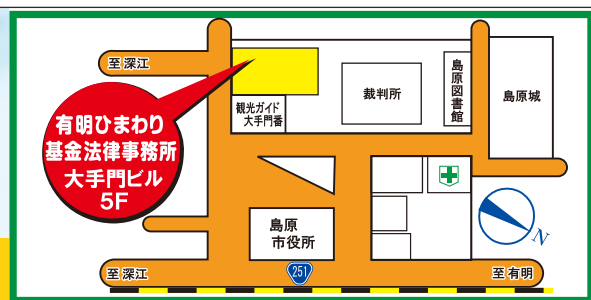 至深江
有明ひまわり
基金法律事務所
大手門ビル
5F
観光ガイド
大手門番
裁判所
島原図書館
島原城
島原
市役所
251
N
至深江
至有明